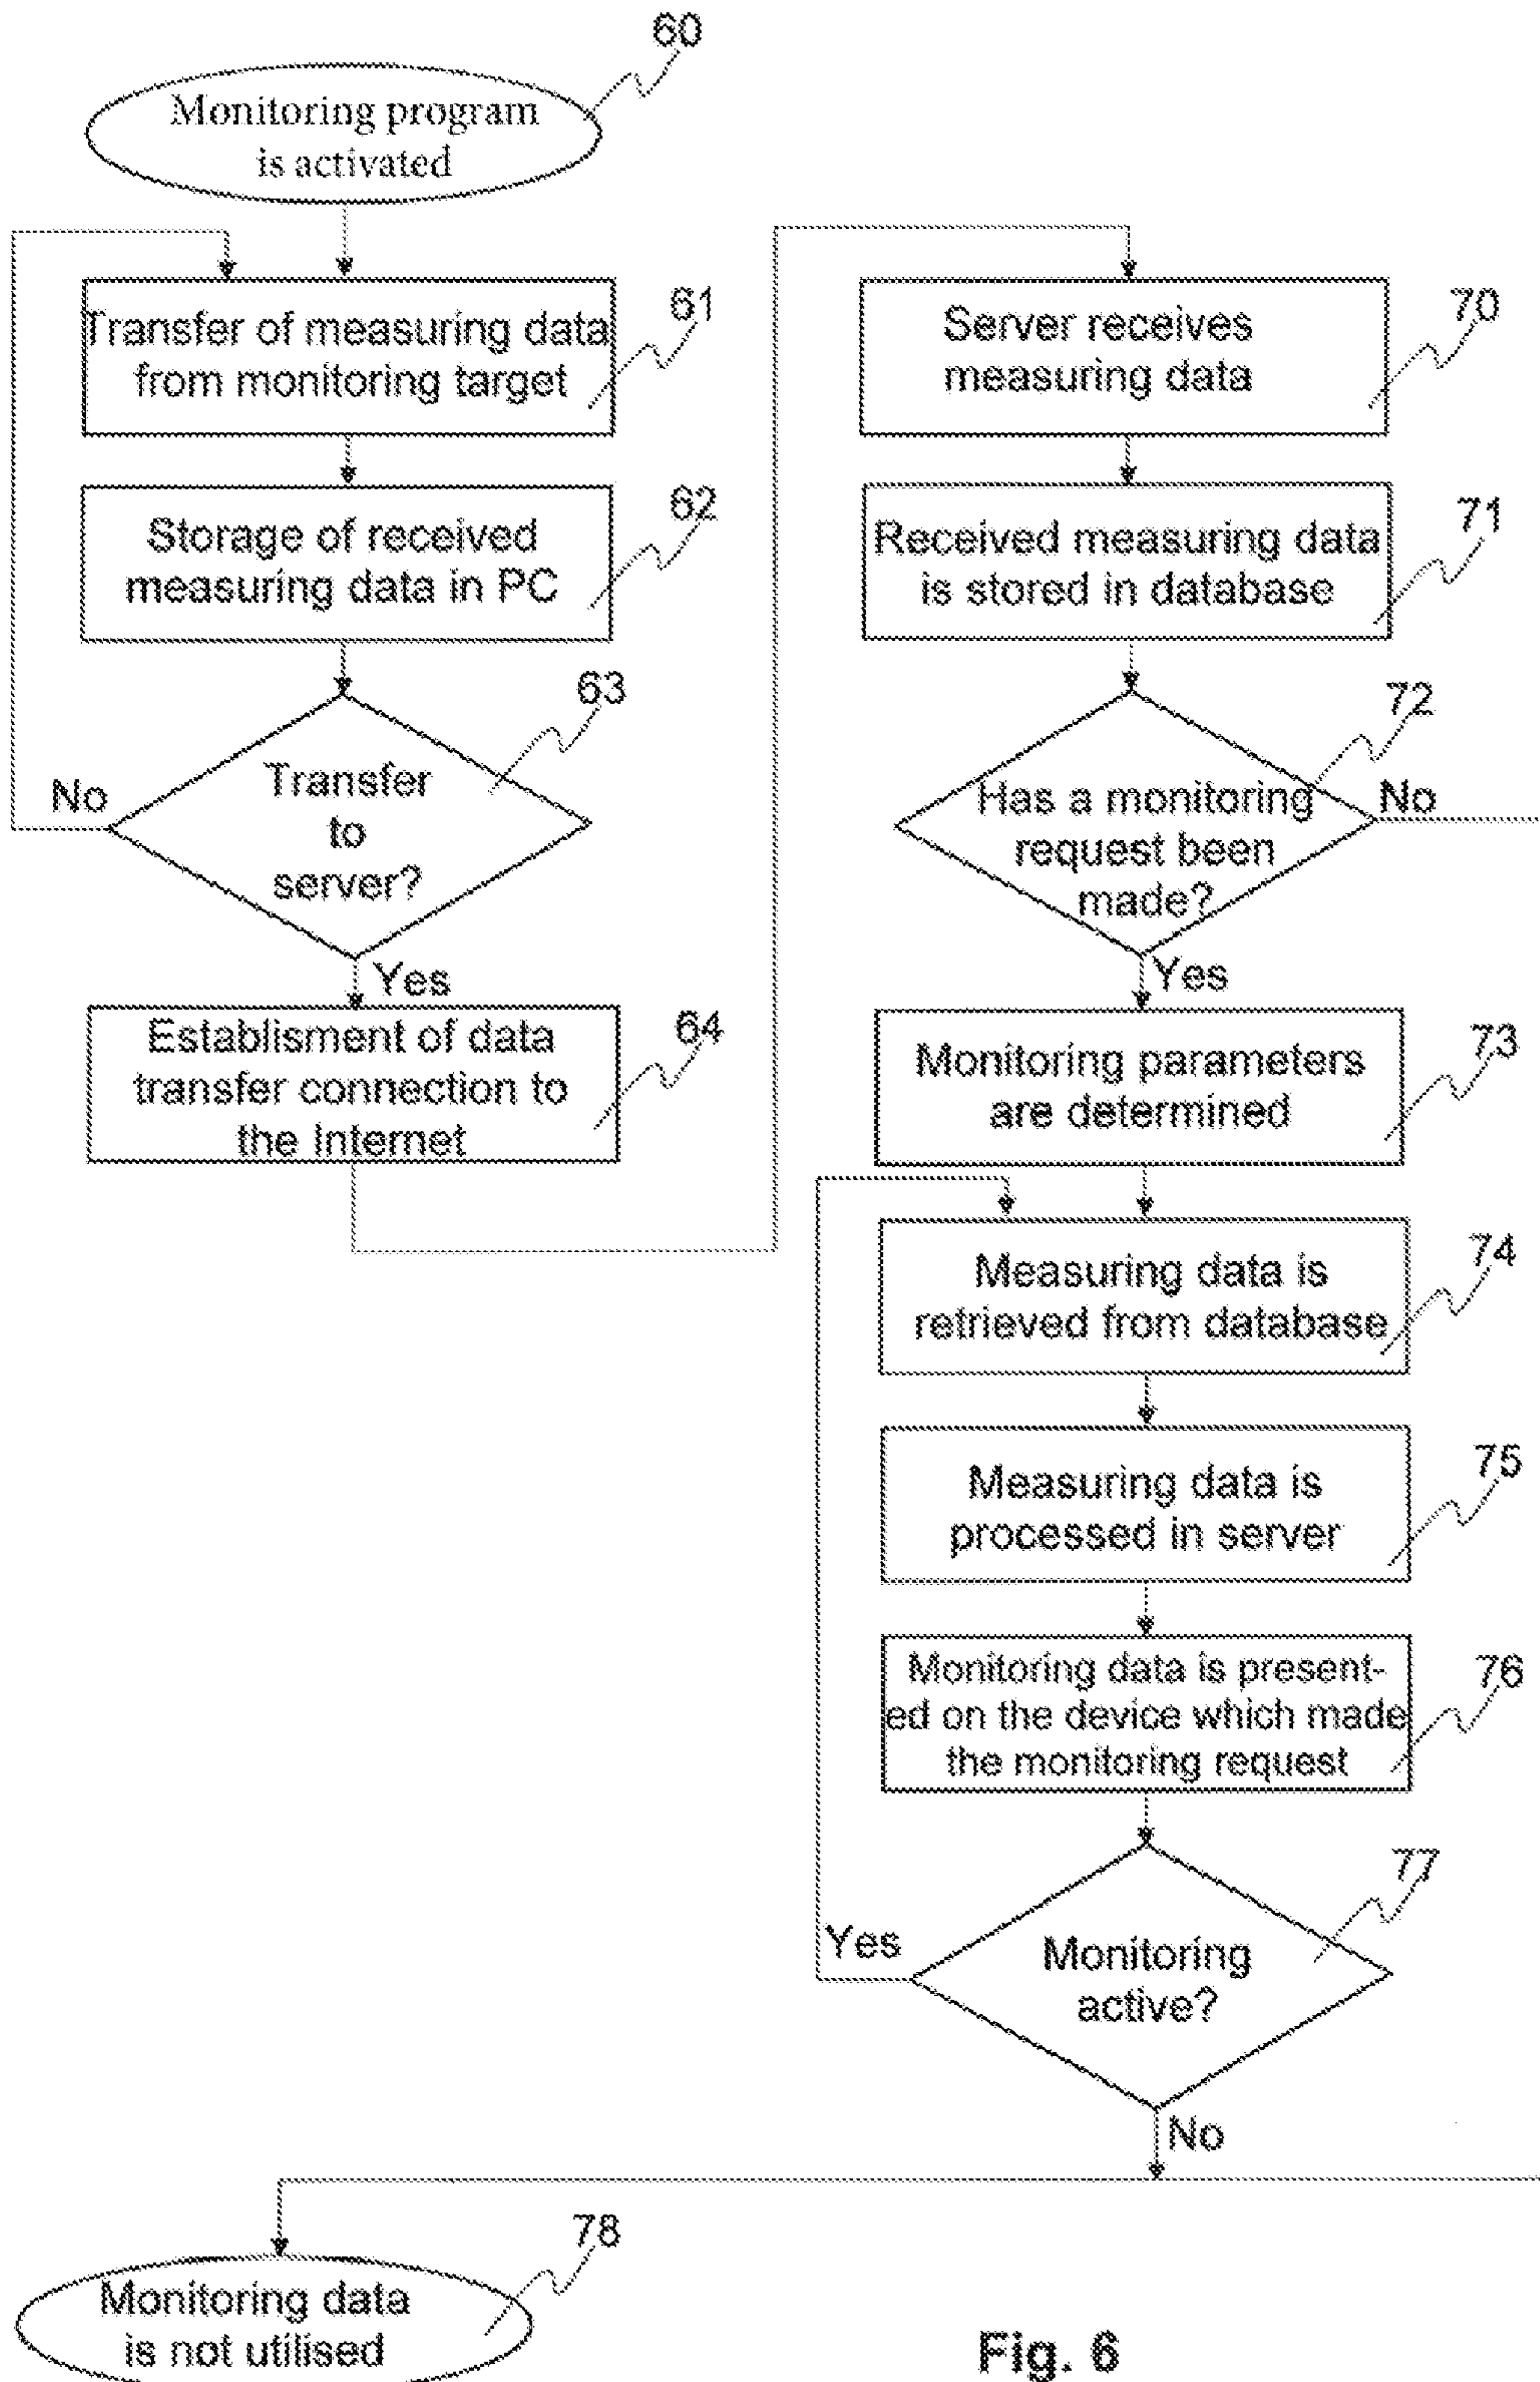 60
Monitoring program
is activated
Transfer of measuring data
from monitoring target
61
Storage of received
measuring data in PC
62
63
Transfer
to
server?
No
Yes
Establisment of data
transfer connection to
the Internet
64
Server receives
measuring data
70
Received measuring data
is stored in database
71
72
Has a monitoring
request been
made?
No
Yes
Monitoring parameters
are determined
73
Measuring data is
retrieved from database
74
Measuring data is
processed in server
75
Monitoring data is present-
ed on the device which made
the monitoring request
76
77
Monitoring
active?
Yes
No
78
Monitoring data
is not utilised
Fig. 6